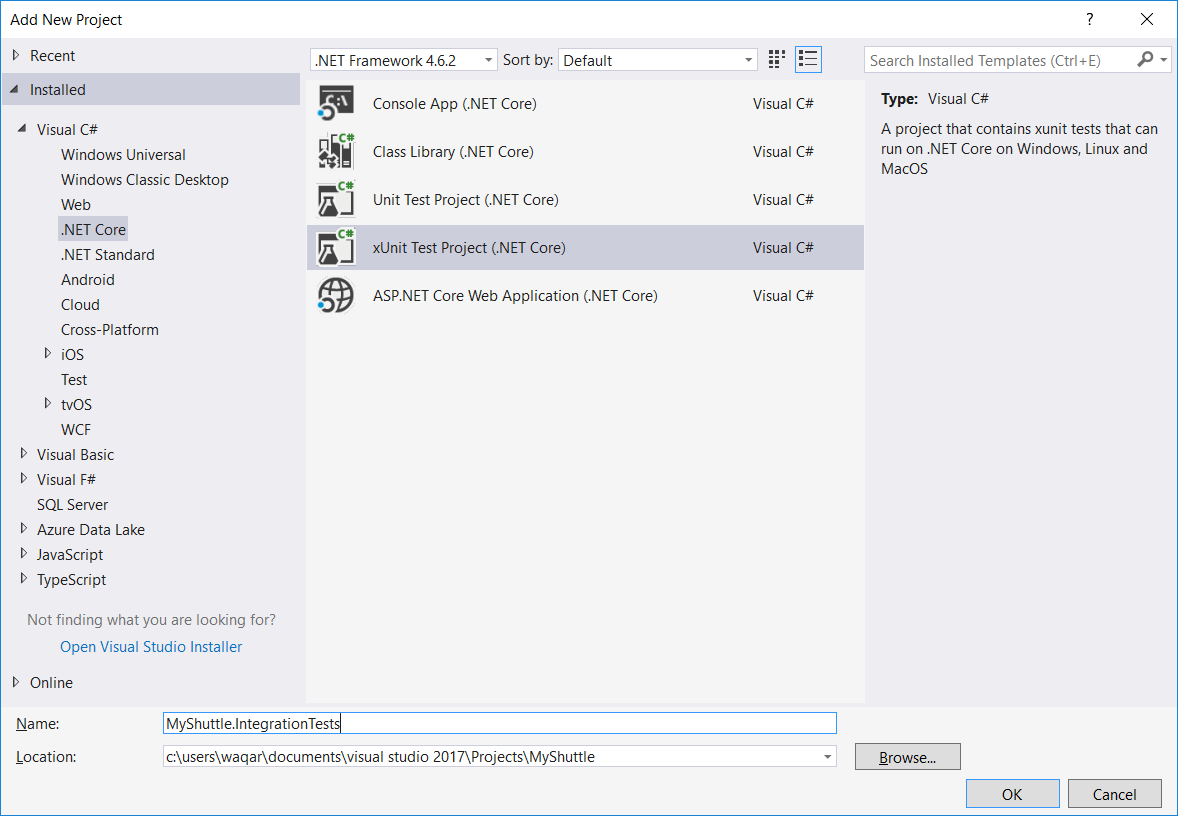 Add New Project
?
Recent
Installed
Visual C#
Windows Universal
Windows Classic Desktop
Web
.NET Core
.NET Standard
Android
Cloud
Cross-Platform
iOS
Test
tvOS
WCF
Visual Basic
Visual F#
SQL Server
Azure Data Lake
JavaScript
TypeScript
Not finding what you are looking for?
Open Visual Studio Installer
Online
.NET Framework 4.6.2 Sort by: Default
C:\ Console App (.NET Core) Visual C#
C# Class Library (.NET Core) Visual C#
C# Unit Test Project (.NET Core) Visual C#
C# xUnit Test Project (.NET Core) Visual C#
ASP.NET Core Web Application (.NET Core) Visual C#
Search Installed Templates (Ctrl+E)
Type: Visual C#
A project that contains xunit tests that can
run on .NET Core on Windows, Linux and
MacOS
Name: MyShuttle.IntegrationTests
Location: c:\users\waqar\documents\visual studio 2017\Projects\MyShuttle
Browse...
OK Cancel